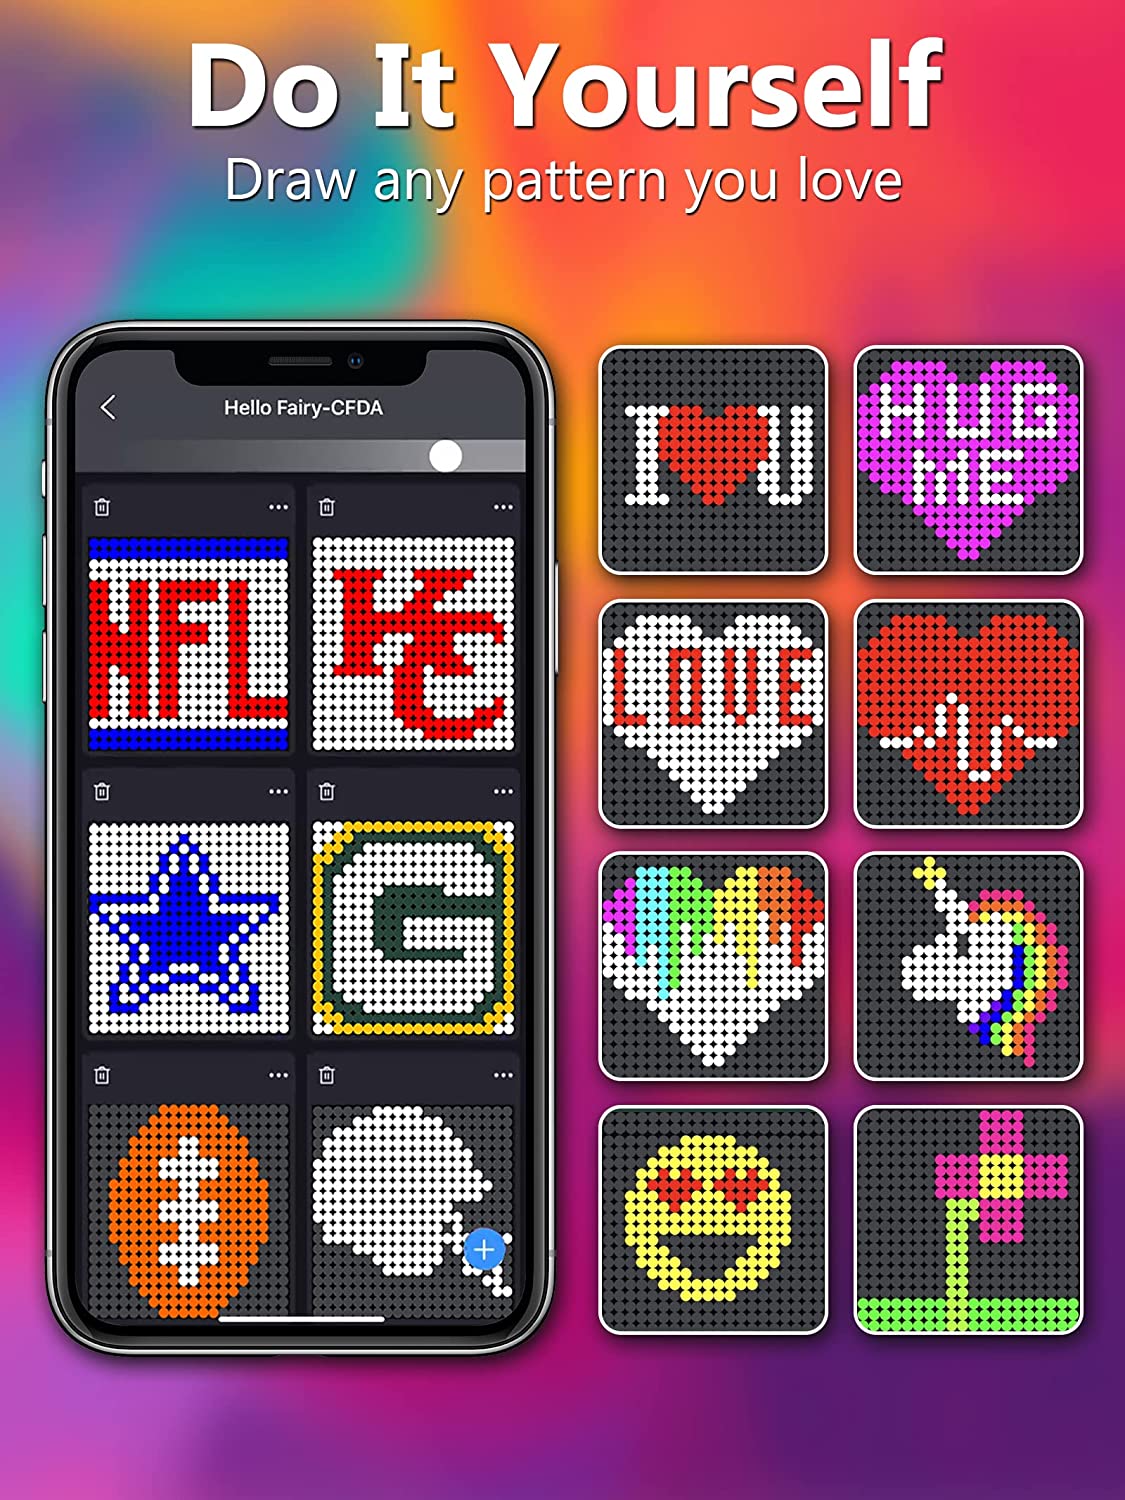 Do It Yourself
Draw any pattern you love
Hello Fairy-CFDA
NFL
KC
G
I U
HUG
ME
LOVE